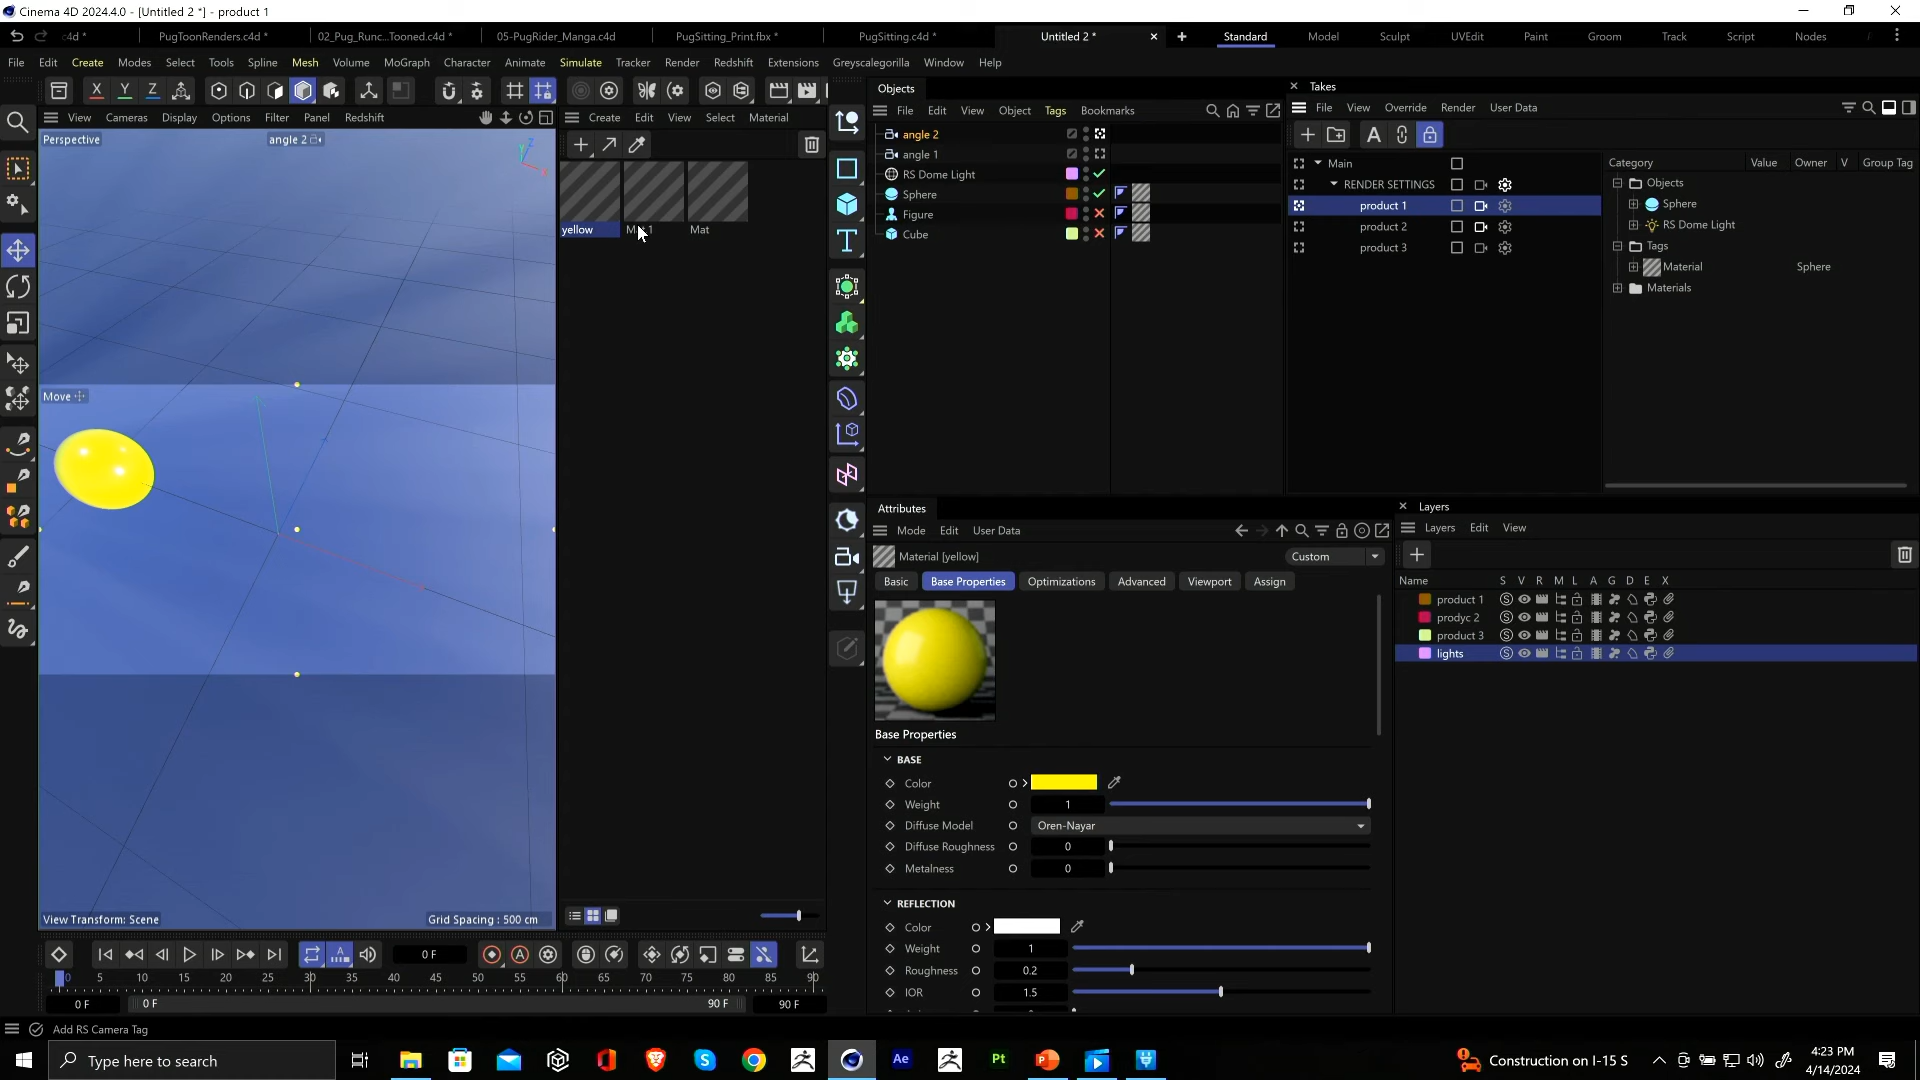 Cinema 4D 2024.4.0 - [Untitled 2 *] - product 1
c4d *
PugToonRenders.c4d *
02_Pug_Runc...Tooned.c4d *
05-PugRider_Manga.c4d
PugSitting_Print.fbx *
PugSitting.c4d *
Untitled 2 *
Standard
Model
Sculpt
UVEdit
Paint
Groom
Track
Script
Nodes
File Edit Create Modes Select Tools Spline Mesh Volume MoGraph Character Animate Simulate Tracker Render Redshift Extensions Greyscalegorilla Window Help
X Y Z
View Cameras Display Options Filter Panel Redshift
Perspective
angle 2
Move
View Transform: Scene
Grid Spacing : 500 cm
Create Edit View Select Material
yellow
Mat
Objects
File Edit View Object Tags Bookmarks
angle 2
angle 1
RS Dome Light
Sphere
Figure
Cube
Takes
File View Override Render User Data
Main
RENDER SETTINGS
product 1
product 2
product 3
Category Value Owner V Group Tag
Objects
Sphere
RS Dome Light
Tags
Material Sphere
Materials
Attributes
Mode Edit User Data
Material [yellow]
Custom
Basic Base Properties Optimizations Advanced Viewport Assign
Base Properties
BASE
Color
Weight 1
Diffuse Model Oren-Nayar
Diffuse Roughness 0
Metalness 0
REFLECTION
Color
Weight 1
Roughness 0.2
IOR 1.5
Layers
Layers Edit View
Name S V R M L A G D E X
product 1
prodyc 2
product 3
lights
0 F
0 5 10 15 20 25 30 35 40 45 50 55 60 65 70 75 80 85 90
0 F 0 F 90 F 90 F
Add RS Camera Tag
Type here to search
Ae
Pt
Construction on I-15 S
4:23 PM
4/14/2024